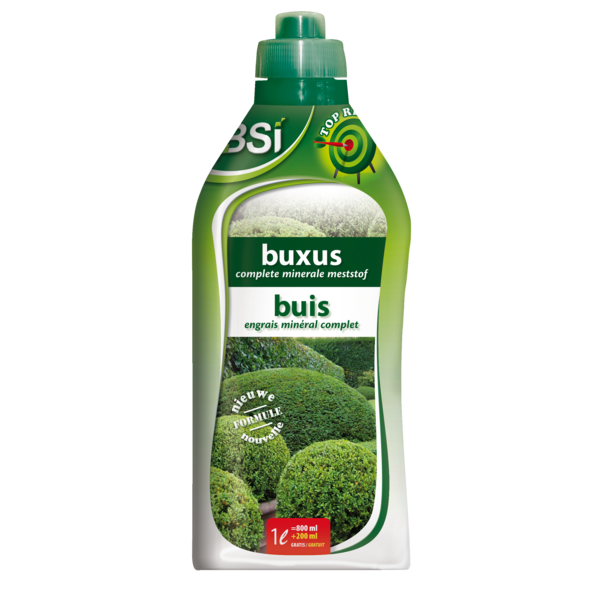 BSi
TOP R
buxus
complete minerale meststof
buis
engrais minéral complet
nieuwe
FORMULE
nouvelle
1ℓ =800 ml
+200 ml
GRATIS / GRATUIT